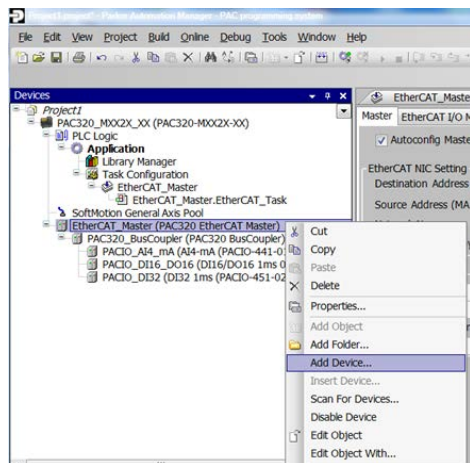 Project1.project* - Parker Automation Manager - PAC programming system
File Edit View Project Build Online Debug Tools Window Help
Devices
Project1
PAC320_MXX2X_XX (PAC320-MXX2X-XX)
PLC Logic
Application
Library Manager
Task Configuration
EtherCAT_Master
EtherCAT_Master.EtherCAT_Task
SoftMotion General Axis Pool
EtherCAT_Master (PAC320 EtherCAT Master)
PAC320_BusCoupler (PAC320 BusCoupler)
PACIO_AI4_mA (AI4-mA (PACIO-441-0
PACIO_DI16_DO16 (DI16/DO16 1ms 0
PACIO_DI32 (DI32 1ms (PACIO-451-02
EtherCAT_Maste
Master EtherCAT I/O M
Autoconfig Maste
EtherCAT NIC Setting
Destination Address
Source Address (MA
Cut
Copy
Paste
Delete
Properties...
Add Object
Add Folder...
Add Device...
Insert Device...
Scan For Devices...
Disable Device
Edit Object
Edit Object With...